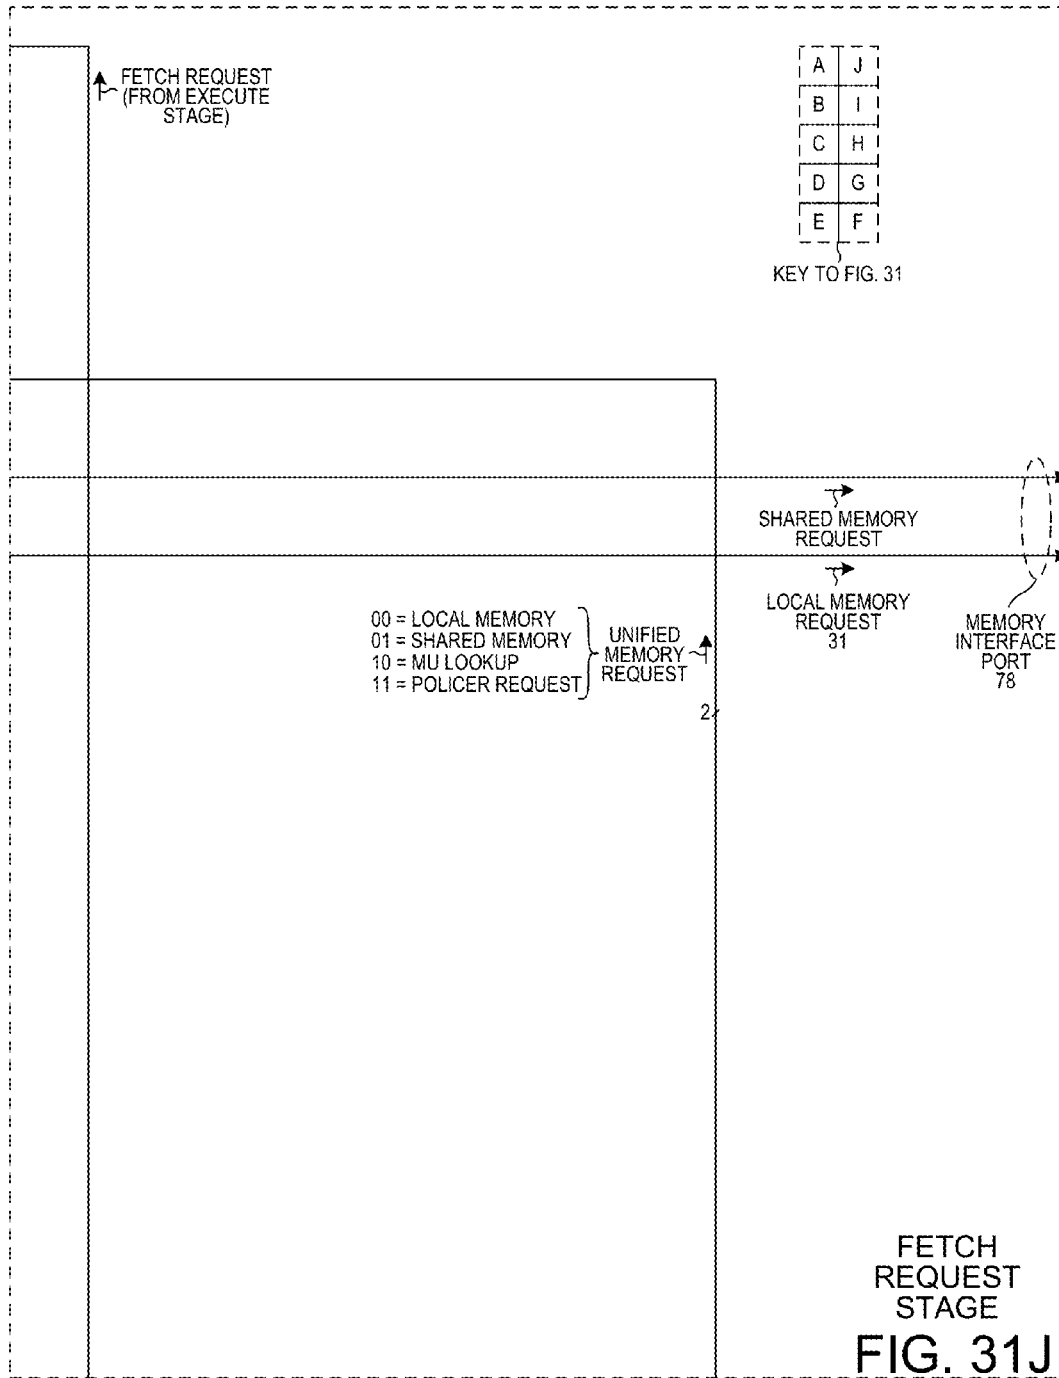 FETCH REQUEST
(FROM EXECUTE
STAGE)
A J
B I
C H
D G
E F
KEY TO FIG. 31
SHARED MEMORY
REQUEST
LOCAL MEMORY
REQUEST
31
MEMORY
INTERFACE
PORT
78
00 = LOCAL MEMORY
01 = SHARED MEMORY
10 = MU LOOKUP
11 = POLICER REQUEST
UNIFIED
MEMORY
REQUEST
2
FETCH
REQUEST
STAGE
FIG. 31J